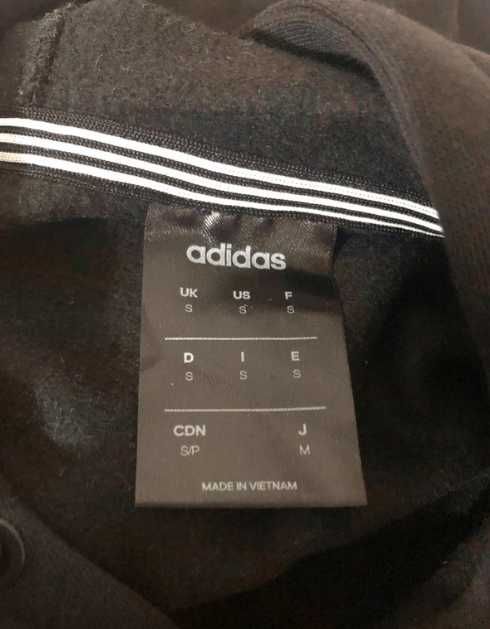 adidas
UK US F
S S S
D I E
S S S
CDN J
S/P M
MADE IN VIETNAM